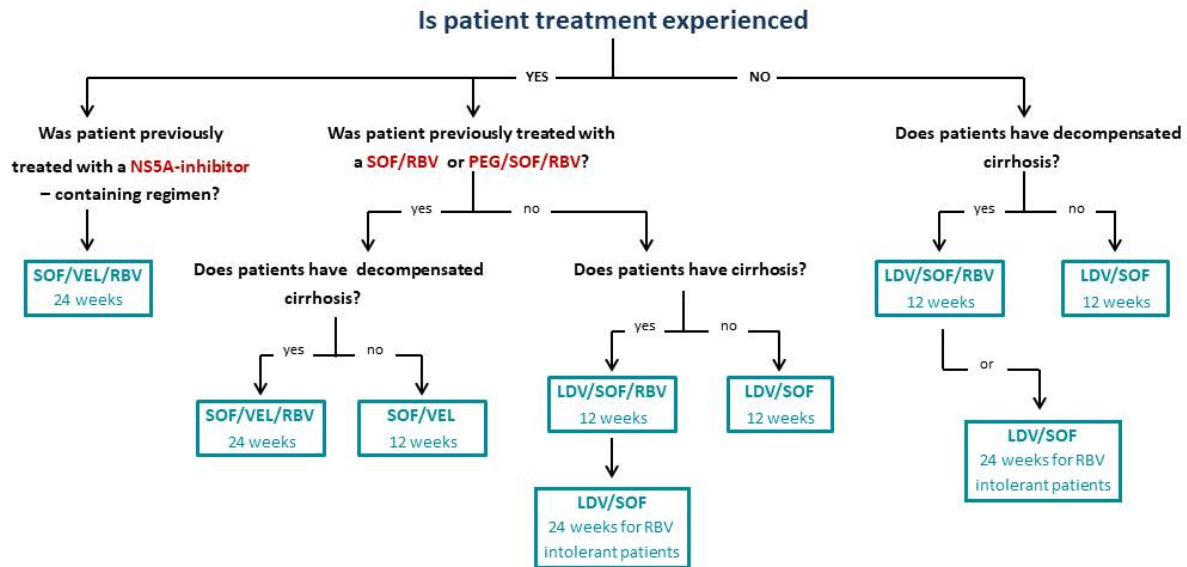 Is patient treatment experienced
YES
NO
Was patient previously
treated with a NS5A-inhibitor
– containing regimen?
Was patient previously treated with
a SOF/RBV or PEG/SOF/RBV?
Does patients have decompensated
cirrhosis?
yes
no
yes
no
SOF/VEL/RBV
24 weeks
Does patients have decompensated
cirrhosis?
Does patients have cirrhosis?
LDV/SOF/RBV
12 weeks
LDV/SOF
12 weeks
yes
no
yes
no
or
SOF/VEL/RBV
24 weeks
SOF/VEL
12 weeks
LDV/SOF/RBV
12 weeks
LDV/SOF
12 weeks
LDV/SOF
24 weeks for RBV
intolerant patients
LDV/SOF
24 weeks for RBV
intolerant patients